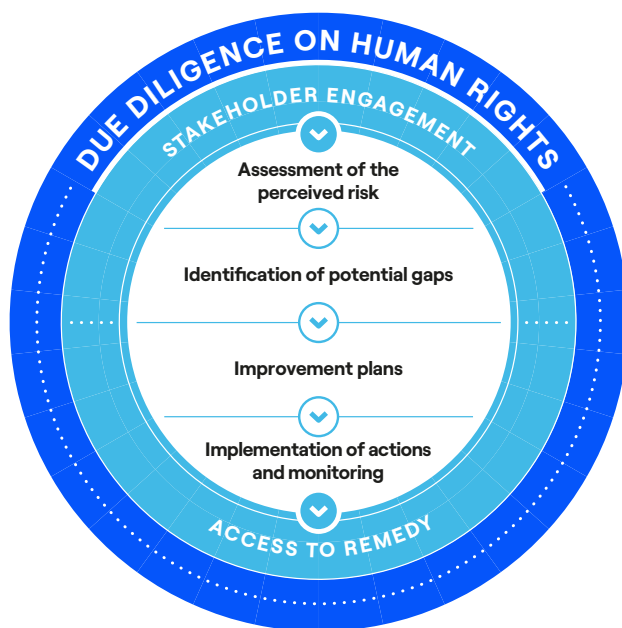 DUE DILIGENCE ON HUMAN RIGHTS
STAKEHOLDER ENGAGEMENT
Assessment of the
perceived risk
Identification of potential gaps
Improvement plans
Implementation of actions
and monitoring
ACCESS TO REMEDY